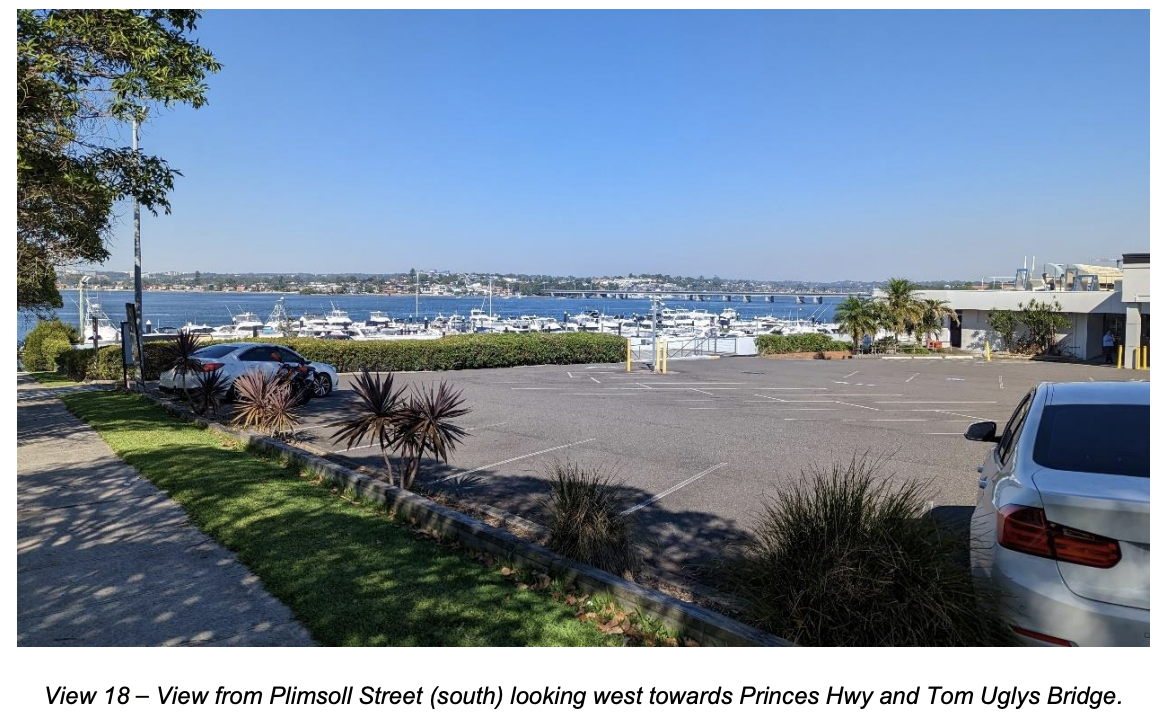 View 18 – View from Plimsoll Street (south) looking west towards Princes Hwy and Tom Uglys Bridge.